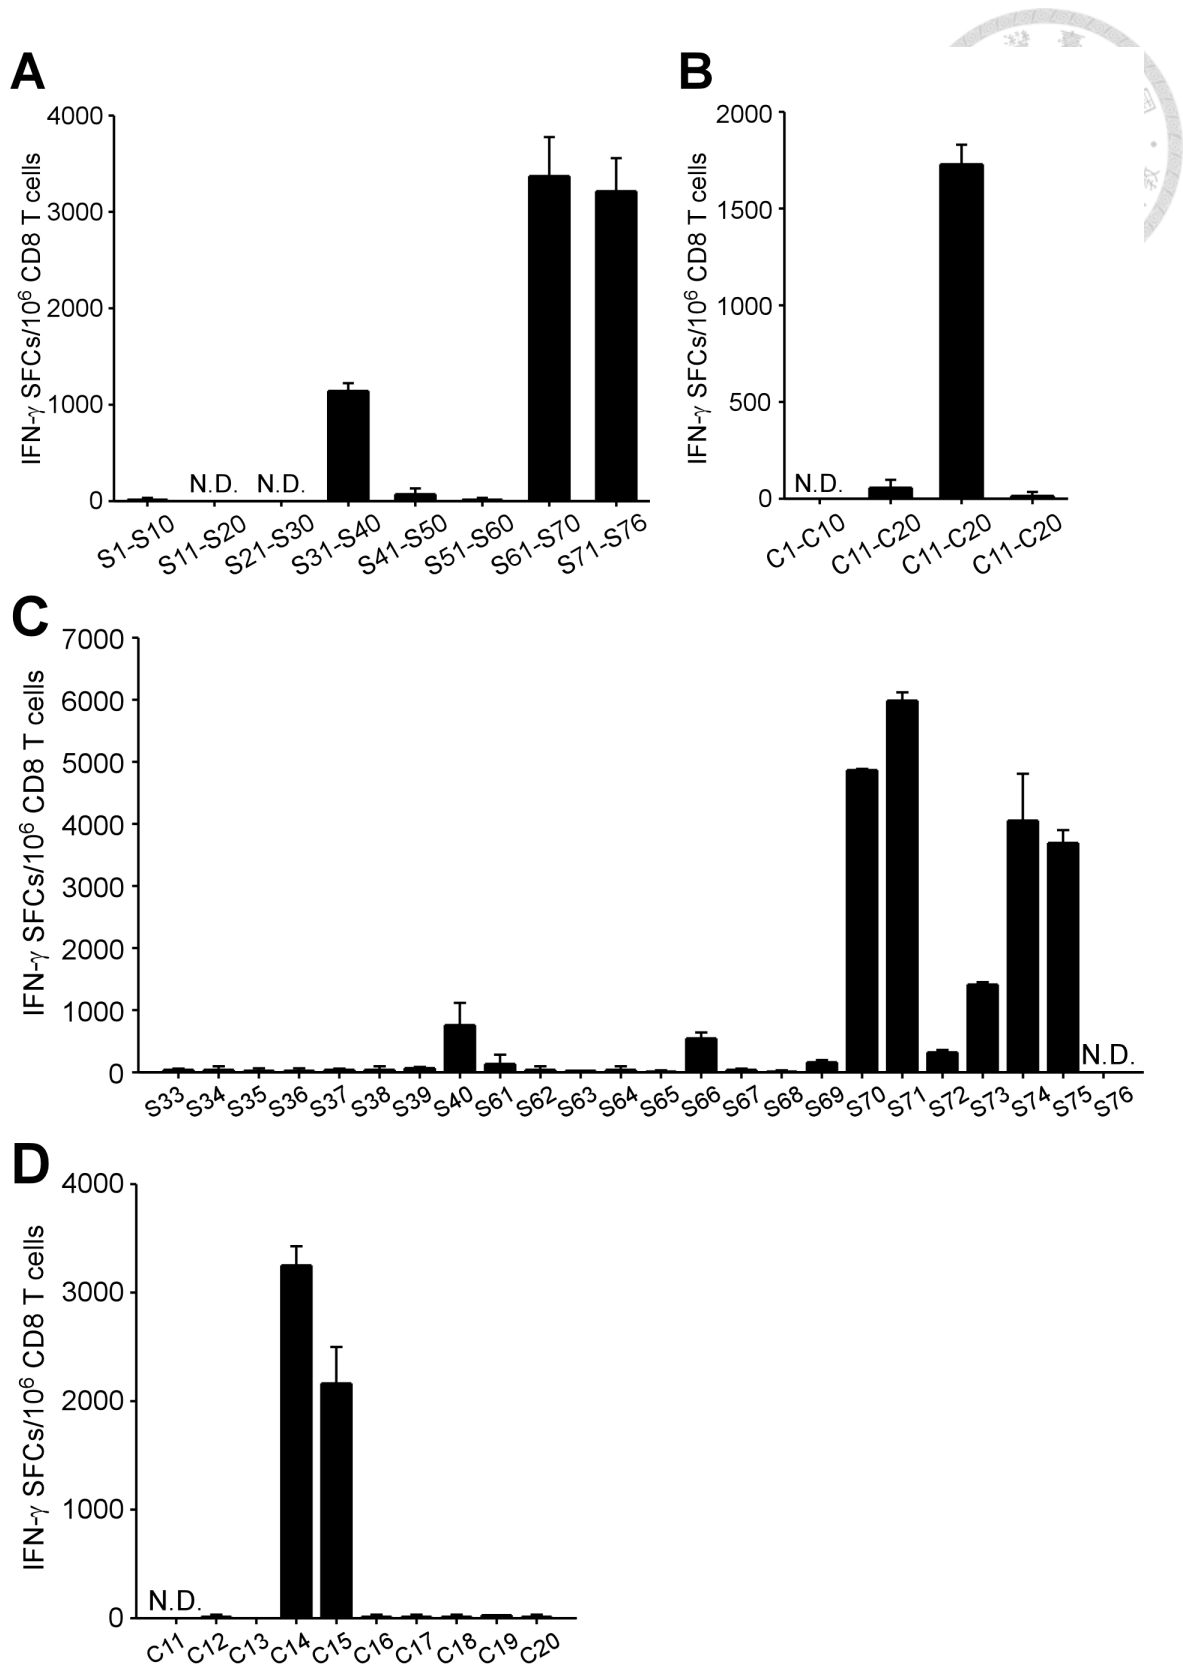 A
IFN-γ SFCs/10⁶ CD8 T cells
4000
3000
2000
1000
0
N.D.
N.D.
S1-S10
S11-S20
S21-S30
S31-S40
S41-S50
S51-S60
S61-S70
S71-S76
B
IFN-γ SFCs/10⁶ CD8 T cells
2000
1500
1000
500
0
N.D.
C1-C10
C11-C20
C11-C20
C11-C20
C
IFN-γ SFCs/10⁶ CD8 T cells
7000
6000
5000
4000
3000
2000
1000
0
N.D.
S33
S34
S35
S36
S37
S38
S39
S40
S61
S62
S63
S64
S65
S66
S67
S68
S69
S70
S71
S72
S73
S74
S75
S76
D
IFN-γ SFCs/10⁶ CD8 T cells
4000
3000
2000
1000
0
N.D.
C11
C12
C13
C14
C15
C16
C17
C18
C19
C20